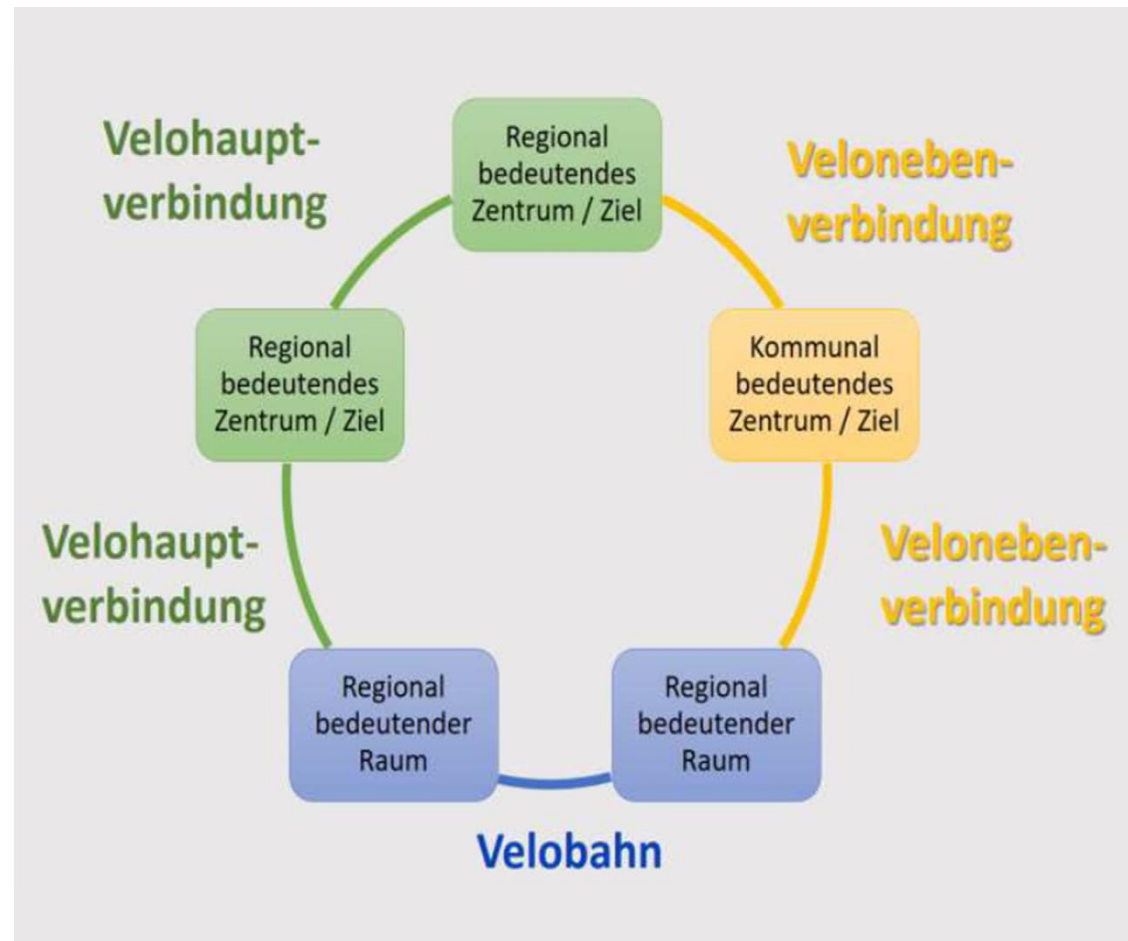 Regional
bedeutendes
Zentrum / Ziel
Velohaupt-
verbindung
Veloneben-
verbindung
Regional
bedeutendes
Zentrum / Ziel
Kommunal
bedeutendes
Zentrum / Ziel
Velohaupt-
verbindung
Veloneben-
verbindung
Regional
bedeutender
Raum
Regional
bedeutender
Raum
Velobahn